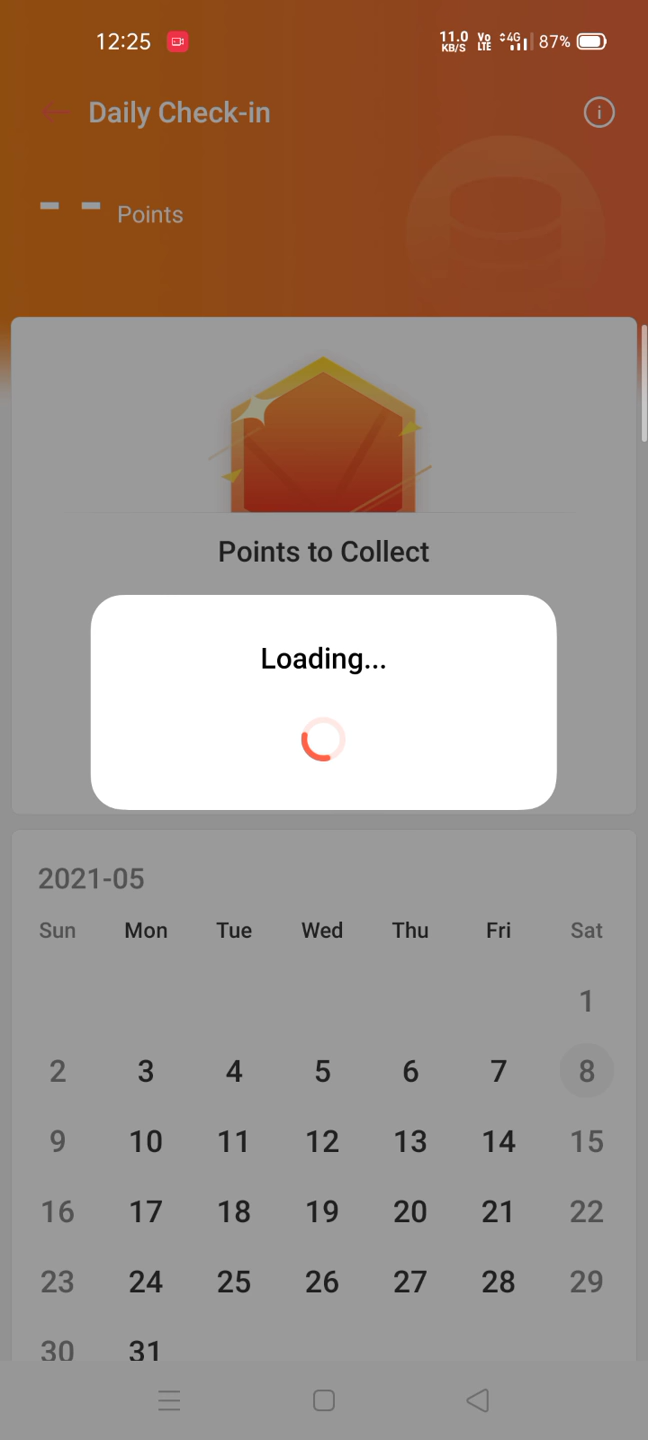 12:25 11.0 KB/S Vo LTE 4G 87%
Daily Check-in
-- Points
Points to Collect
Loading...
2021-05
Sun Mon Tue Wed Thu Fri Sat
1
2 3 4 5 6 7 8
9 10 11 12 13 14 15
16 17 18 19 20 21 22
23 24 25 26 27 28 29
30 31